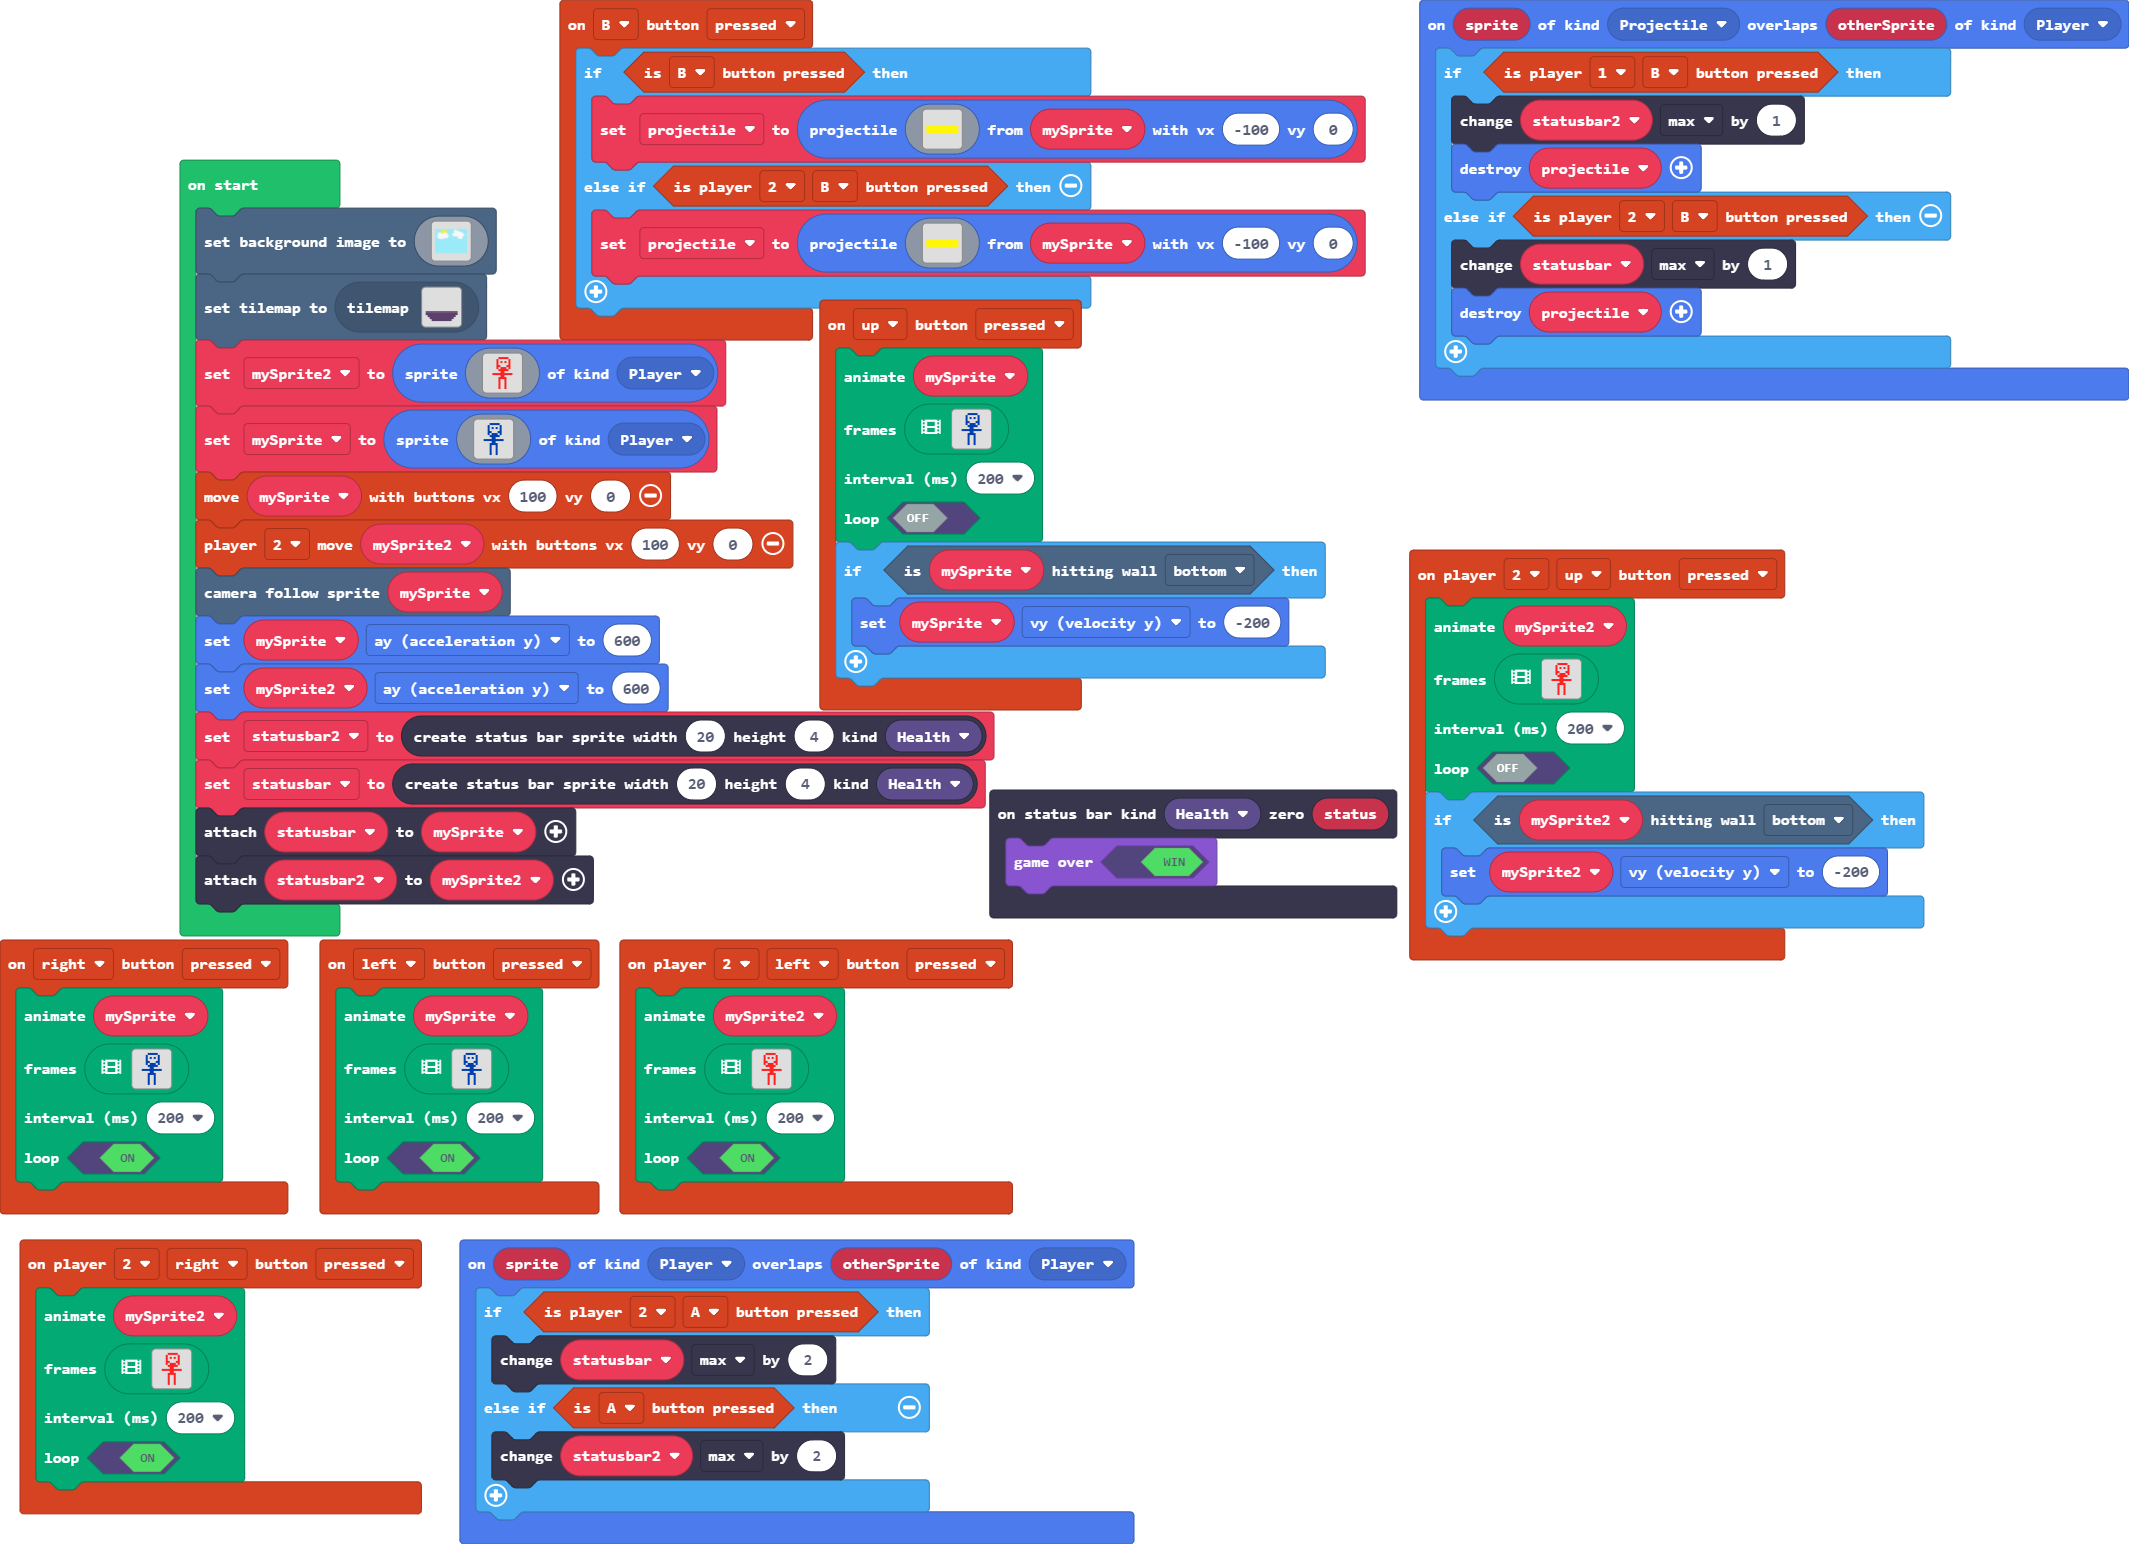 on B button pressed
if is B button pressed then
set projectile to projectile from mySprite with vx -100 vy 0
else if is player 2 B button pressed then
set projectile to projectile from mySprite with vx -100 vy 0
on sprite of kind Projectile overlaps otherSprite of kind Player
if is player 1 B button pressed then
change statusbar2 max by 1
destroy projectile
else if is player 2 B button pressed then
change statusbar max by 1
destroy projectile
on start
set background image to
set tilemap to tilemap
set mySprite2 to sprite of kind Player
set mySprite to sprite of kind Player
move mySprite with buttons vx 100 vy 0
player 2 move mySprite2 with buttons vx 100 vy 0
camera follow sprite mySprite
set mySprite ay (acceleration y) to 600
set mySprite2 ay (acceleration y) to 600
set statusbar2 to create status bar sprite width 20 height 4 kind Health
set statusbar to create status bar sprite width 20 height 4 kind Health
attach statusbar to mySprite
attach statusbar2 to mySprite2
on up button pressed
animate mySprite
frames
interval (ms) 200
loop OFF
if is mySprite hitting wall bottom then
set mySprite vy (velocity y) to -200
on player 2 up button pressed
animate mySprite2
frames
interval (ms) 200
loop OFF
if is mySprite2 hitting wall bottom then
set mySprite2 vy (velocity y) to -200
on status bar kind Health zero status
game over WIN
on right button pressed
animate mySprite
frames
interval (ms) 200
loop ON
on left button pressed
animate mySprite
frames
interval (ms) 200
loop ON
on player 2 left button pressed
animate mySprite2
frames
interval (ms) 200
loop ON
on player 2 right button pressed
animate mySprite2
frames
interval (ms) 200
loop ON
on sprite of kind Player overlaps otherSprite of kind Player
if is player 2 A button pressed then
change statusbar max by 2
else if is A button pressed then
change statusbar2 max by 2